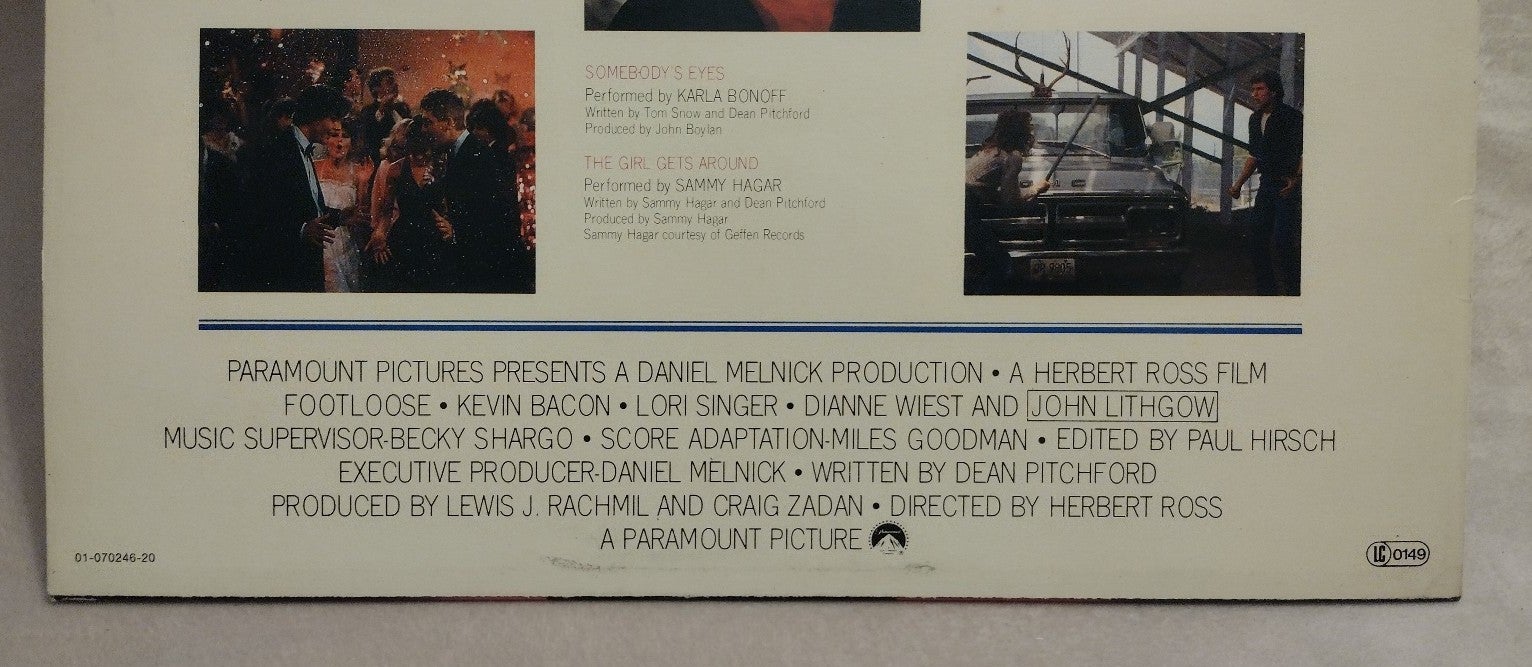 SOMEBODY'S EYES
Performed by KARLA BONOFF
Written by Tom Snow and Dean Pitchford
Produced by John Boylan
THE GIRL GETS AROUND
Performed by SAMMY HAGAR
Written by Sammy Hagar and Dean Pitchford
Produced by Sammy Hagar
Sammy Hagar courtesy of Geffen Records
PARAMOUNT PICTURES PRESENTS A DANIEL MELNICK PRODUCTION • A HERBERT ROSS FILM
FOOTLOOSE • KEVIN BACON • LORI SINGER • DIANNE WIEST AND JOHN LITHGOW
MUSIC SUPERVISOR-BECKY SHARGO • SCORE ADAPTATION-MILES GOODMAN • EDITED BY PAUL HIRSCH
EXECUTIVE PRODUCER-DANIEL MELNICK • WRITTEN BY DEAN PITCHFORD
PRODUCED BY LEWIS J. RACHMIL AND CRAIG ZADAN • DIRECTED BY HERBERT ROSS
A PARAMOUNT PICTURE
01-070246-20
LC 0149